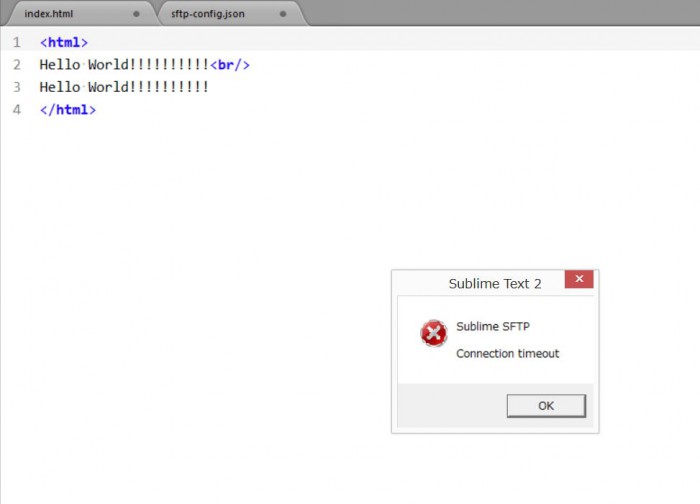 index.html
sftp-config.json
1 <html>
2 Hello World!!!!!!!!!!<br/>
3 Hello World!!!!!!!!!!
4 </html>
Sublime Text 2
Sublime SFTP
Connection timeout
OK